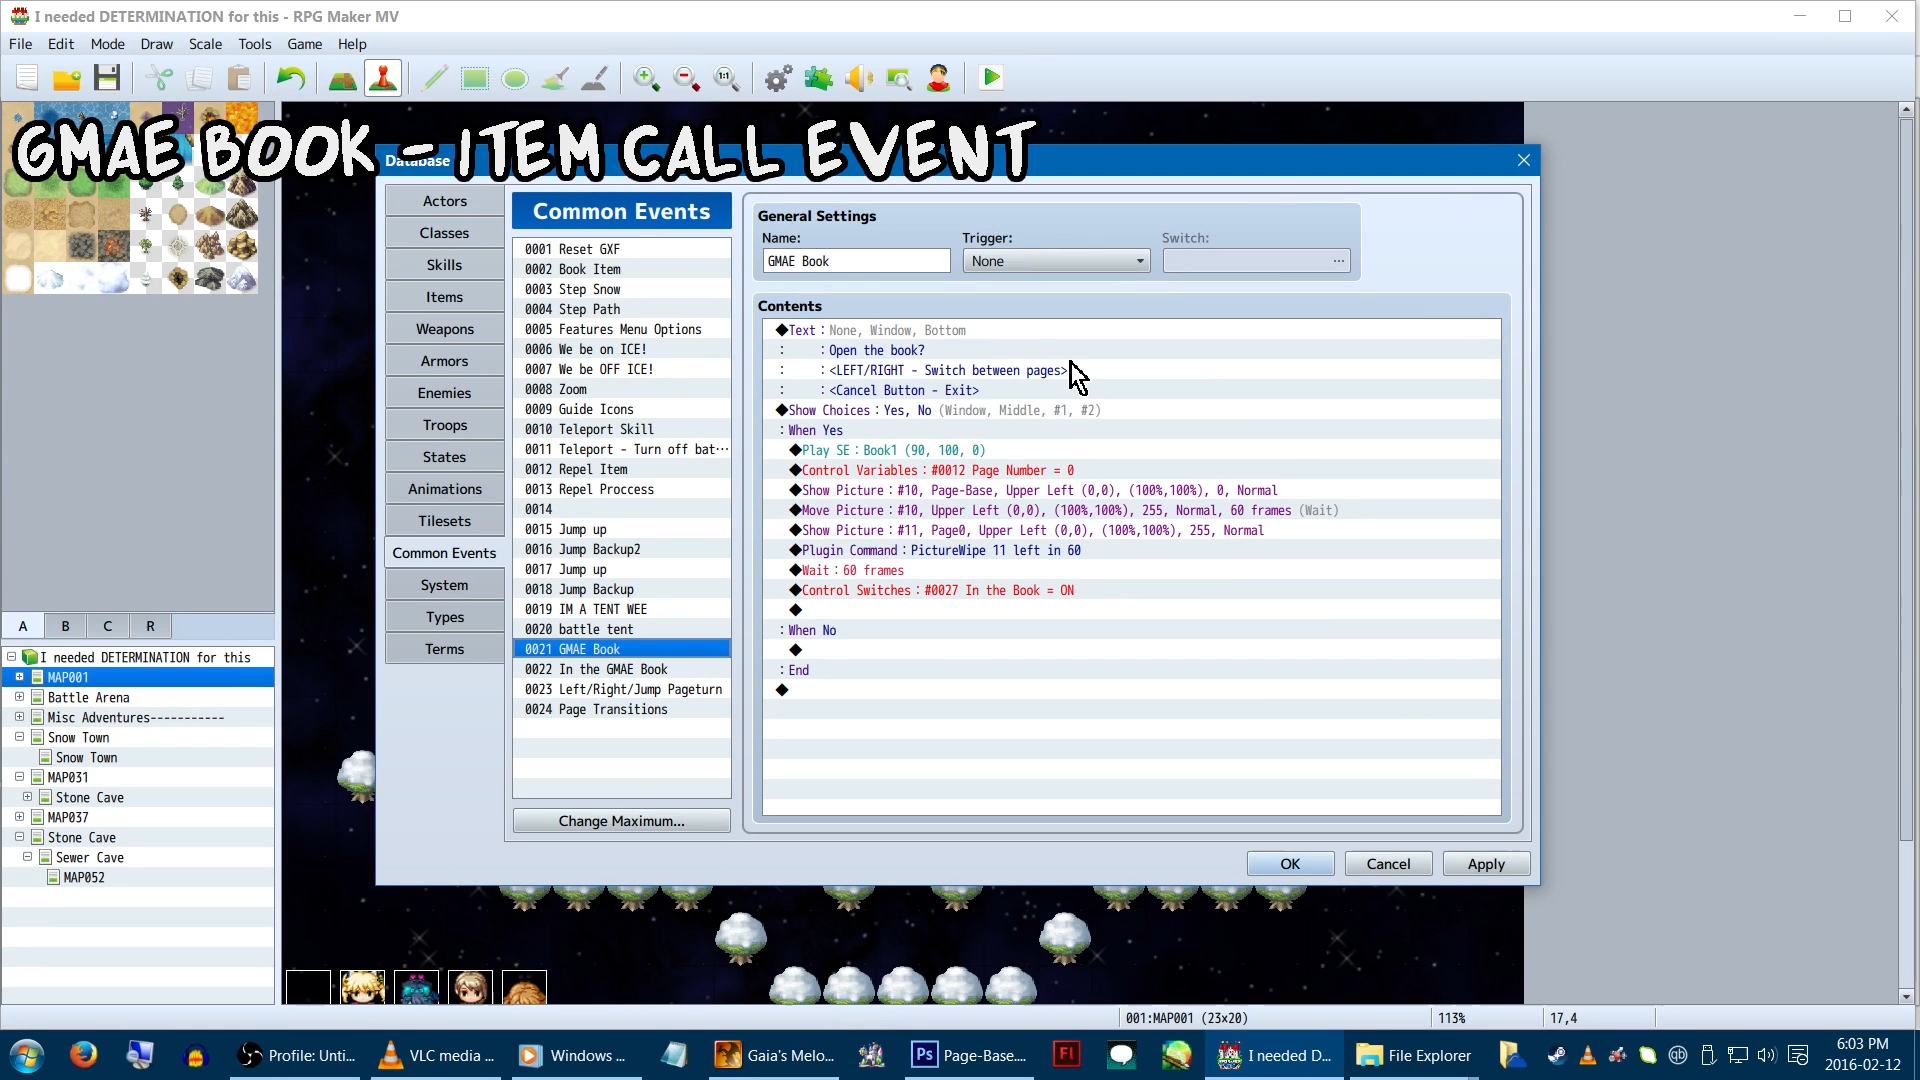 I needed DETERMINATION for this - RPG Maker MV
File Edit Mode Draw Scale Tools Game Help
1:1
GMAE BOOK - ITEM CALL EVENT
Database
Actors
Classes
Skills
Items
Weapons
Armors
Enemies
Troops
States
Animations
Tilesets
Common Events
System
Types
Terms
Common Events
0001 Reset GXF
0002 Book Item
0003 Step Snow
0004 Step Path
0005 Features Menu Options
0006 We be on ICE!
0007 We be OFF ICE!
0008 Zoom
0009 Guide Icons
0010 Teleport Skill
0011 Teleport - Turn off bat…
0012 Repel Item
0013 Repel Proccess
0014
0015 Jump up
0016 Jump Backup2
0017 Jump up
0018 Jump Backup
0019 IM A TENT WEE
0020 battle tent
0021 GMAE Book
0022 In the GMAE Book
0023 Left/Right/Jump Pageturn
0024 Page Transitions
Change Maximum...
General Settings
Name: Trigger: Switch:
GMAE Book None ...
Contents
◆Text：None, Window, Bottom
:    ：Open the book?
:    ：<LEFT/RIGHT - Switch between pages>
:    ：<Cancel Button - Exit>
◆Show Choices：Yes, No (Window, Middle, #1, #2)
：When Yes
◆Play SE：Book1 (90, 100, 0)
◆Control Variables：#0012 Page Number = 0
◆Show Picture：#10, Page-Base, Upper Left (0,0), (100%,100%), 0, Normal
◆Move Picture：#10, Upper Left (0,0), (100%,100%), 255, Normal, 60 frames (Wait)
◆Show Picture：#11, Page0, Upper Left (0,0), (100%,100%), 255, Normal
◆Plugin Command：PictureWipe 11 left in 60
◆Wait：60 frames
◆Control Switches：#0027 In the Book = ON
◆
：When No
◆
：End
◆
OK Cancel Apply
A B C R
I needed DETERMINATION for this
MAP001
Battle Arena
Misc Adventures-----------
Snow Town
Snow Town
MAP031
Stone Cave
MAP037
Stone Cave
Sewer Cave
MAP052
001:MAP001 (23x20) 113% 17,4
Profile: Unti... VLC media ... Windows ... Gaia's Melo... Ps Page-Base.... Fl I needed D... File Explorer qb
6:03 PM
2016-02-12